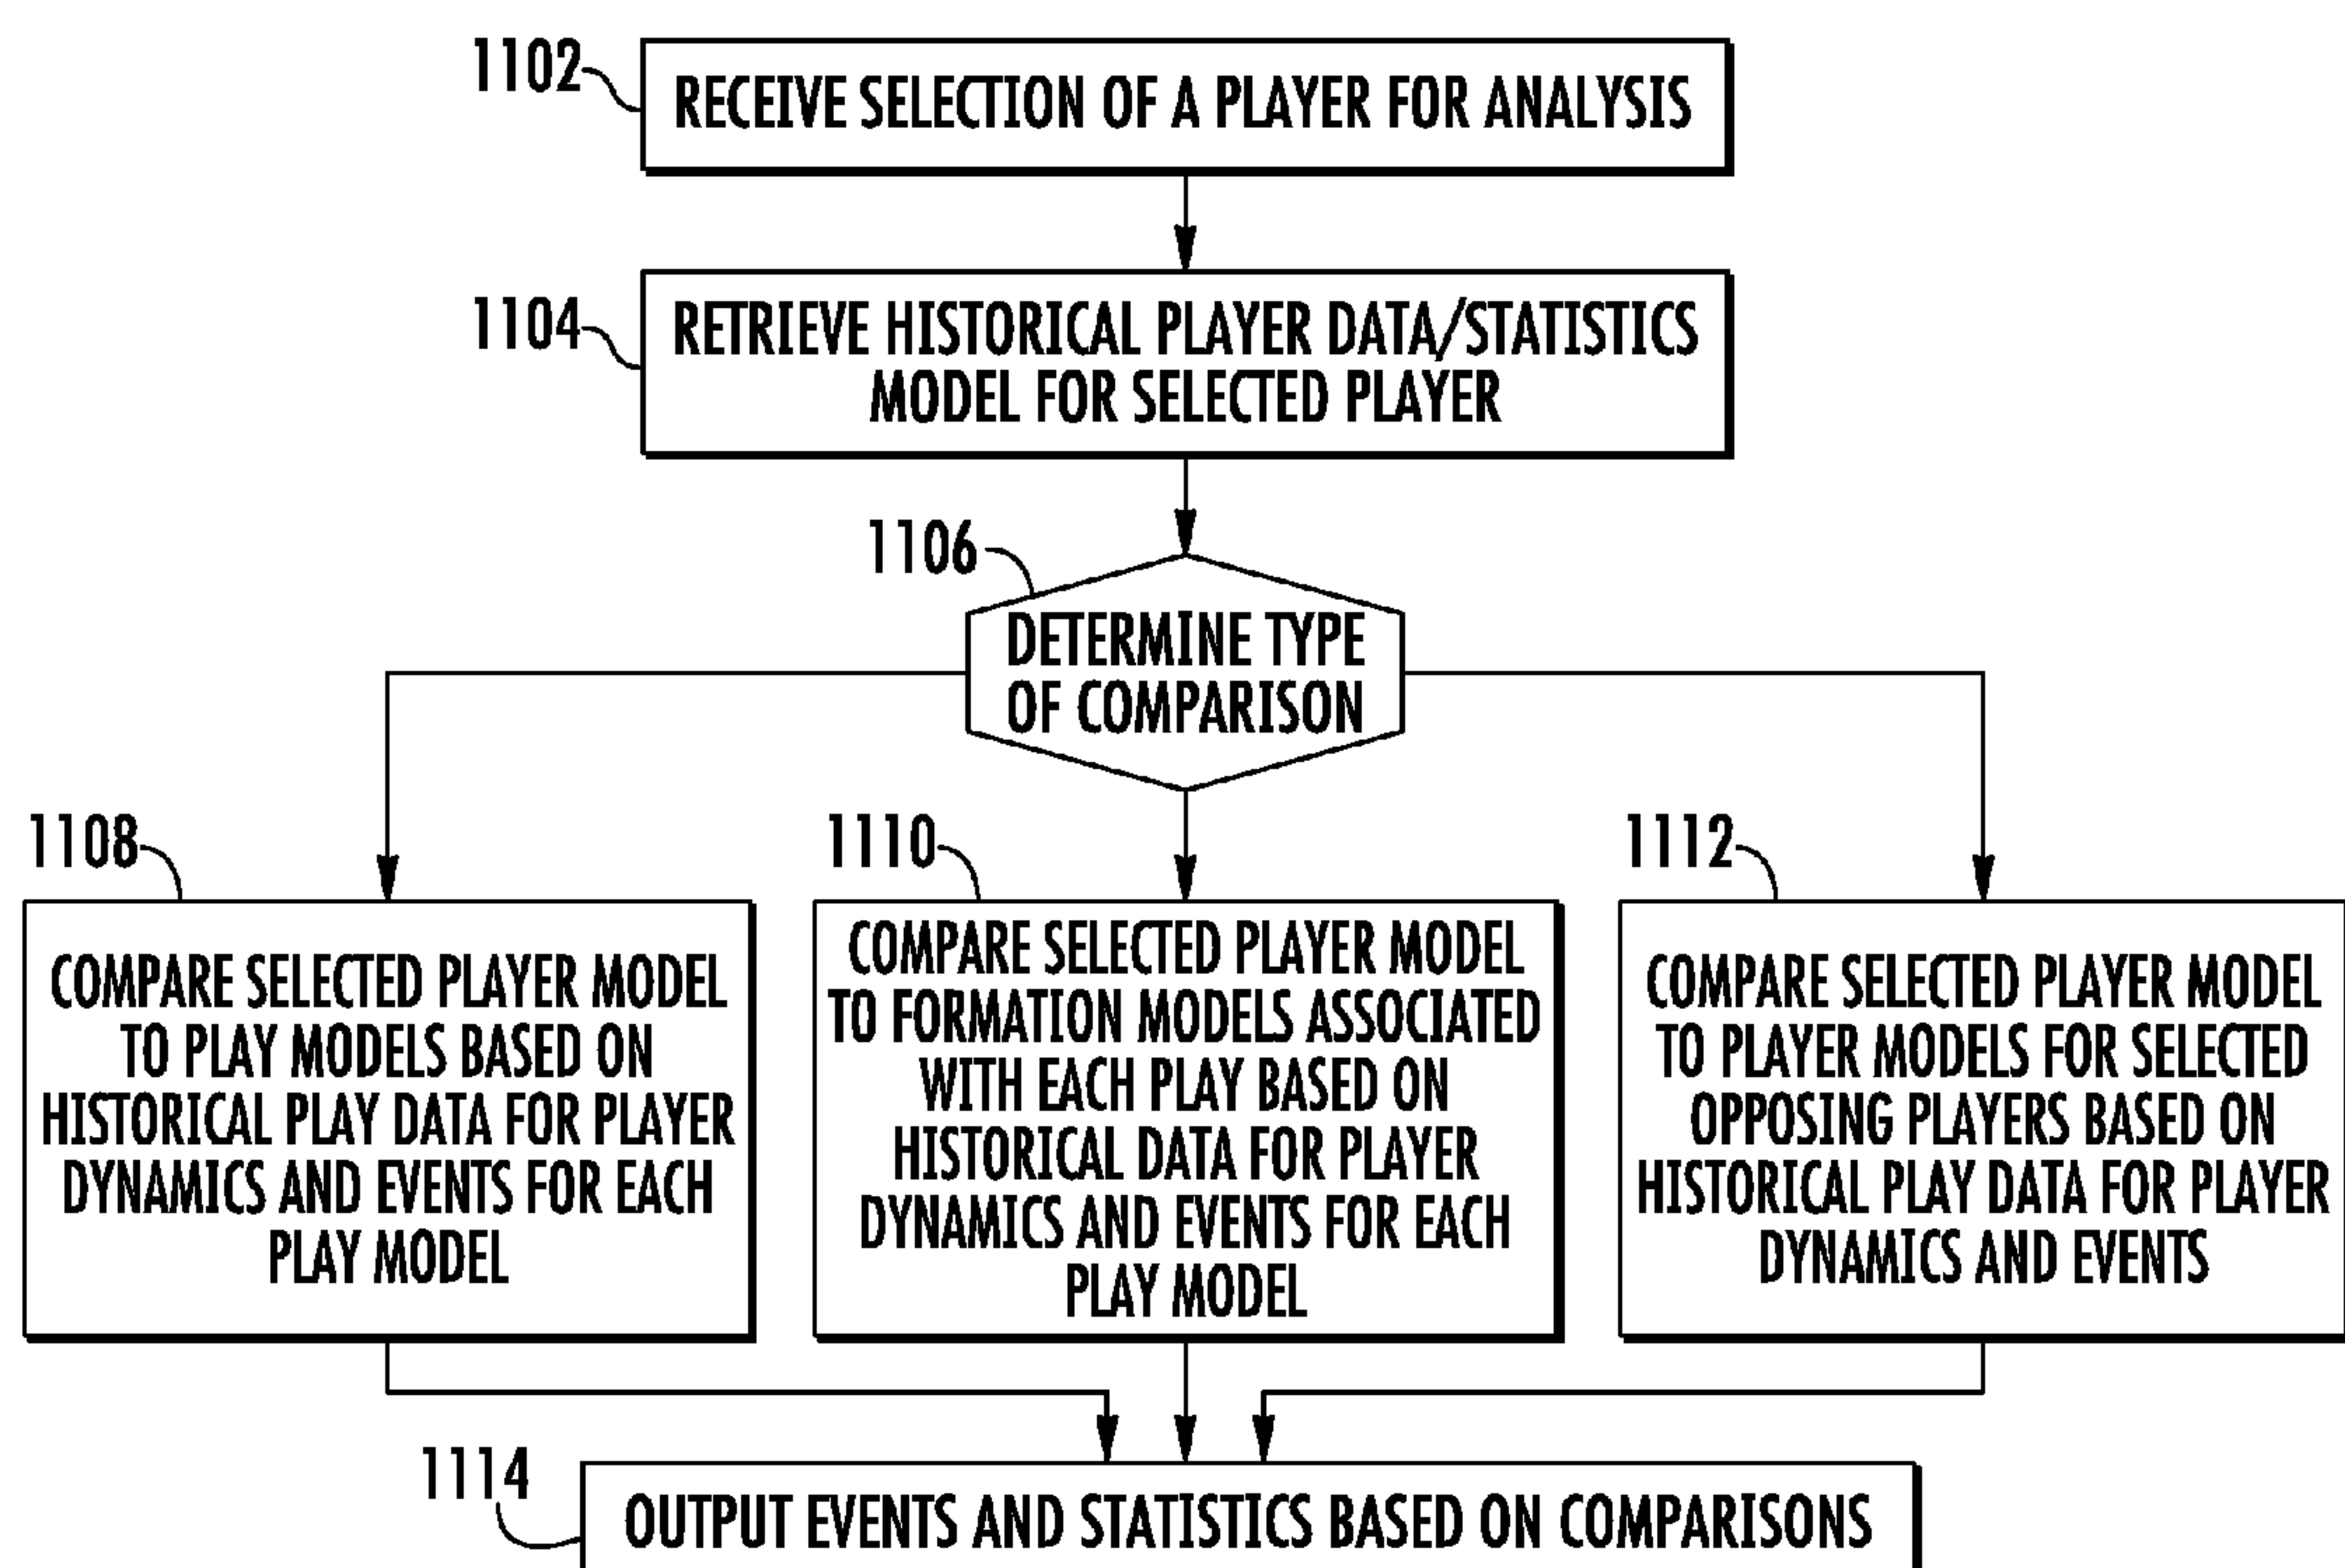 1102
RECEIVE SELECTION OF A PLAYER FOR ANALYSIS
1104
RETRIEVE HISTORICAL PLAYER DATA/STATISTICS
MODEL FOR SELECTED PLAYER
1106
DETERMINE TYPE
OF COMPARISON
1108
COMPARE SELECTED PLAYER MODEL
TO PLAY MODELS BASED ON
HISTORICAL PLAY DATA FOR PLAYER
DYNAMICS AND EVENTS FOR EACH
PLAY MODEL
1110
COMPARE SELECTED PLAYER MODEL
TO FORMATION MODELS ASSOCIATED
WITH EACH PLAY BASED ON
HISTORICAL DATA FOR PLAYER
DYNAMICS AND EVENTS FOR EACH
PLAY MODEL
1112
COMPARE SELECTED PLAYER MODEL
TO PLAYER MODELS FOR SELECTED
OPPOSING PLAYERS BASED ON
HISTORICAL PLAY DATA FOR PLAYER
DYNAMICS AND EVENTS
1114
OUTPUT EVENTS AND STATISTICS BASED ON COMPARISONS